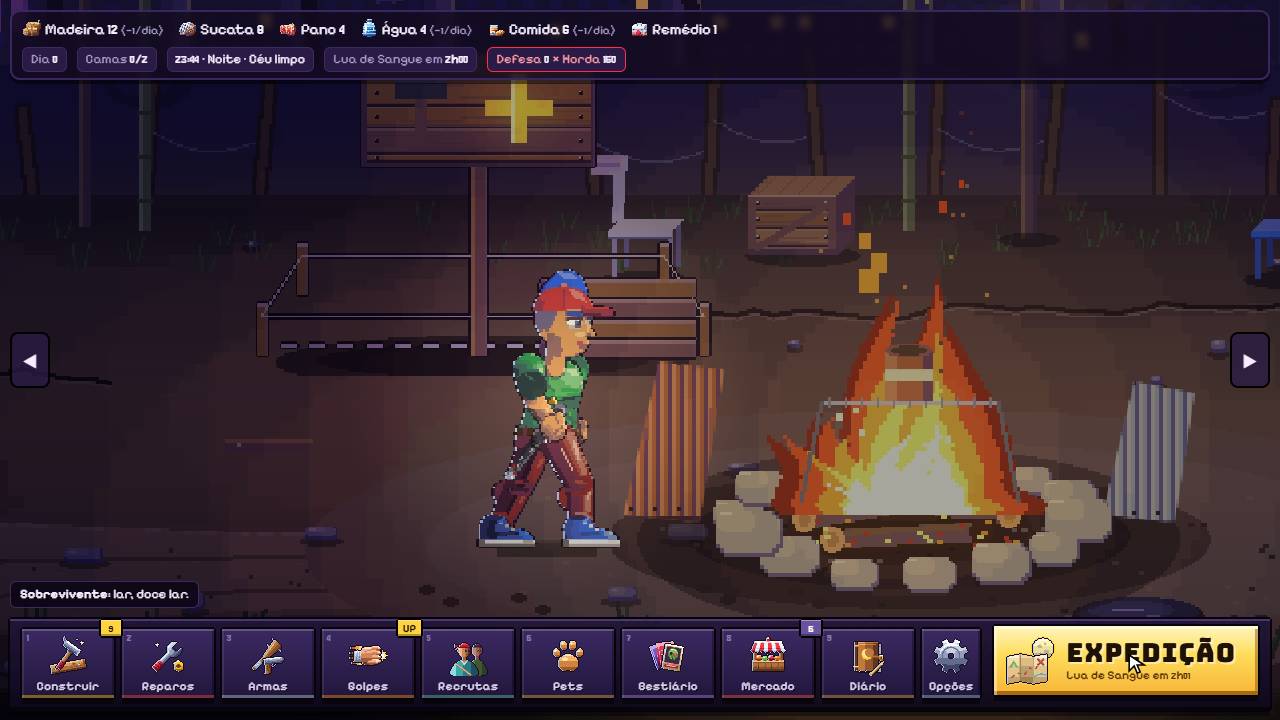 Madeira 12 (-1/dia) Sucata 8 Pano 4 Água 4 (-1/dia) Comida 6 (-1/dia) Remédio 1
Dia 0 Camas 0/2 23:44 · Noite · Céu limpo Lua de Sangue em 2h00 Defesa 0 × Horda 160
Sobrevivente: lar, doce lar.
1 2 3 4 5 6 7 8 9
9 UP 6
Construir Reparos Armas Golpes Recrutas Pets Bestiário Mercado Diário Opções
EXPEDIÇÃO
Lua de Sangue em 2h01